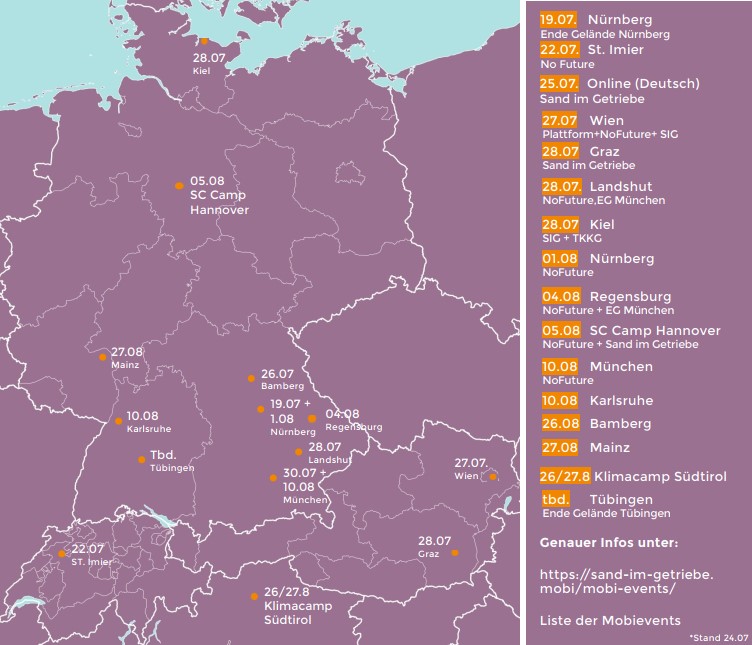 28.07
Kiel
05.08
SC Camp
Hannover
27.08
Mainz
26.07
Bamberg
10.08
Karlsruhe
19.07 +
1.08
Nürnberg
04.08
Regensburg
Tbd.
Tübingen
28.07
Landshut
30.07 +
10.08
München
27.07.
Wien
22.07
ST. Imier
28.07
Graz
26/27.8
Klimacamp
Südtirol
19.07. Nürnberg
Ende Gelände Nürnberg
22.07. St. Imier
No Future
25.07. Online (Deutsch)
Sand im Getriebe
27.07 Wien
Plattform+NoFuture+ SIG
28.07 Graz
Sand im Getriebe
28.07. Landshut
NoFuture,EG München
28.07 Kiel
SIG + TKKG
01.08 Nürnberg
NoFuture
04.08 Regensburg
NoFuture + EG München
05.08 SC Camp Hannover
NoFuture + Sand im Getriebe
10.08 München
NoFuture
10.08 Karlsruhe
26.08 Bamberg
27.08 Mainz
26/27.8 Klimacamp Südtirol
tbd. Tübingen
Ende Gelände Tübingen
Genauer Infos unter:
https://sand-im-getriebe.
mobi/mobi-events/
Liste der Mobievents
*Stand 24.07